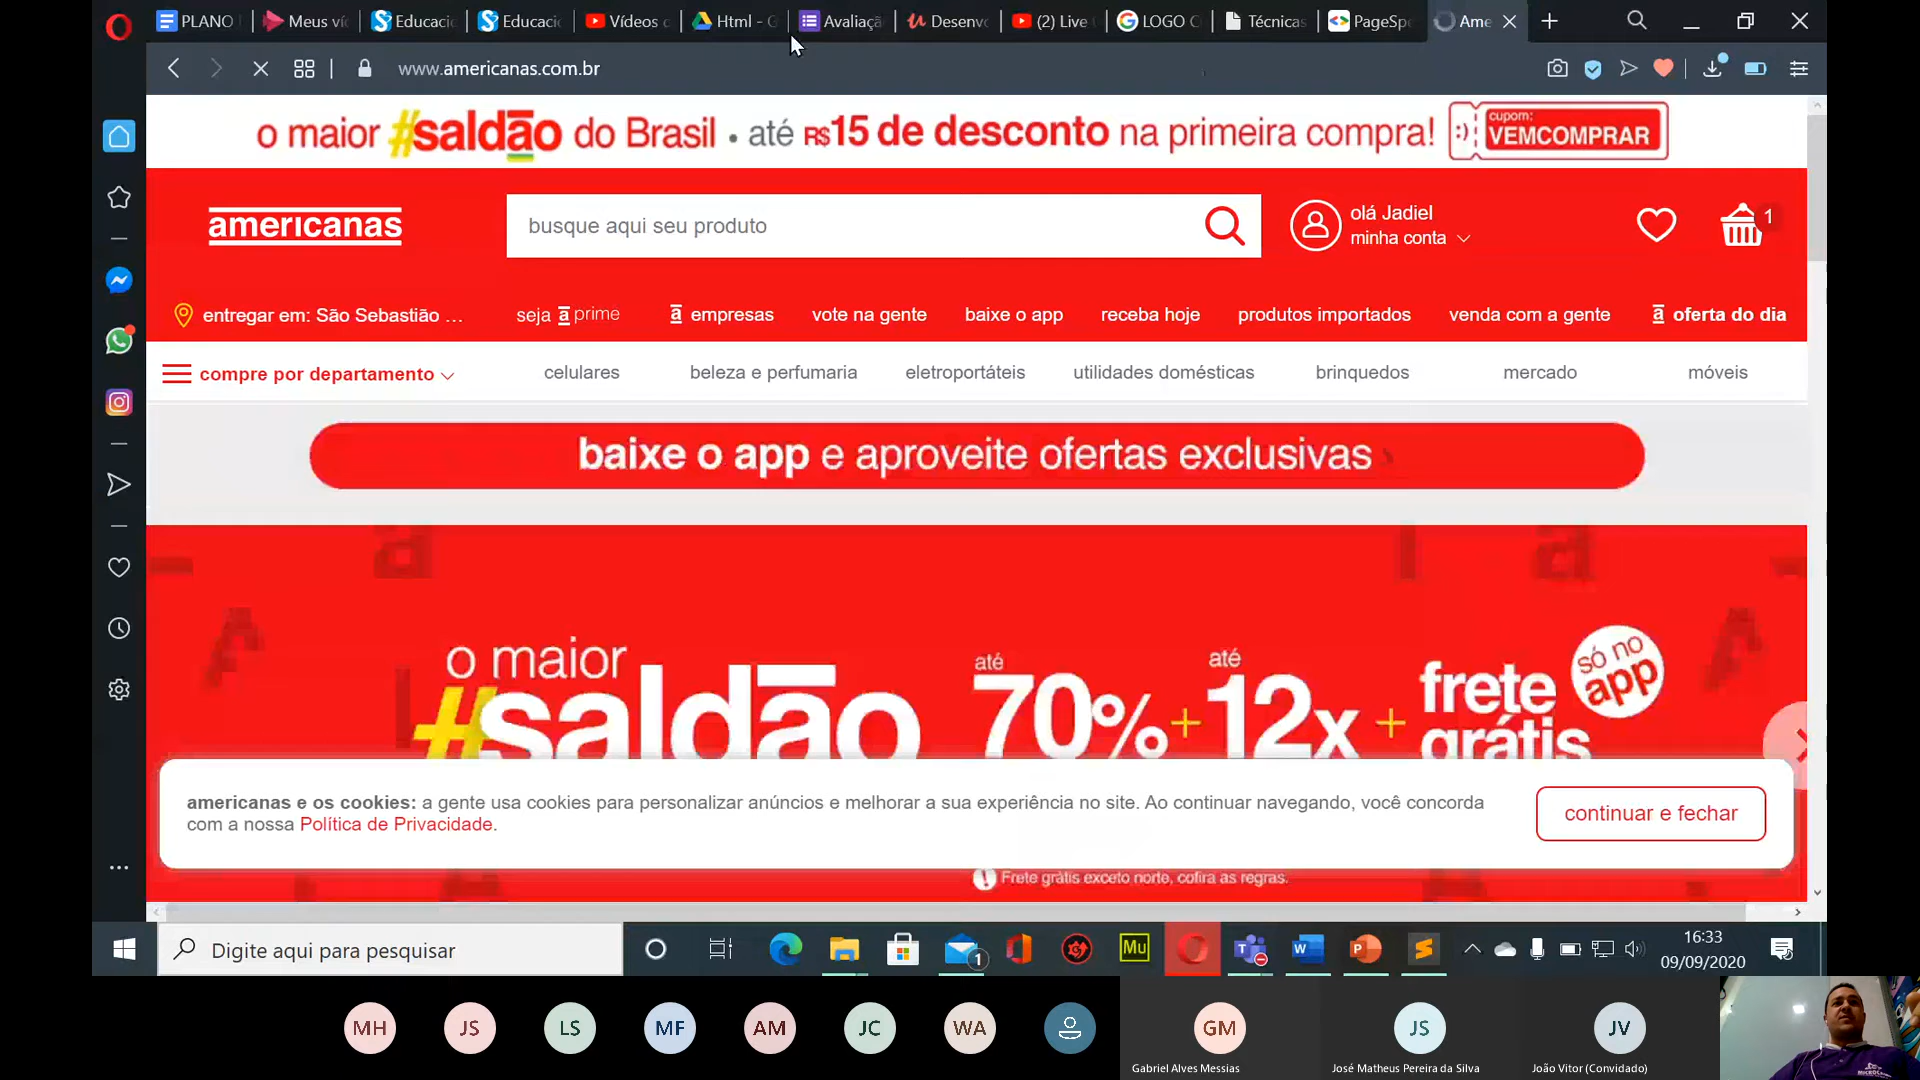 PLANO
Meus ví
Educaci
Educaci
Vídeos
Html - G
Avaliaçã
Desenv
(2) Live
LOGO C
Técnicas
PageSp
Ame
www.americanas.com.br
o maior #saldão do Brasil • até R$15 de desconto na primeira compra!
cupom:
VEMCOMPRAR
americanas
busque aqui seu produto
olá Jadiel
minha conta
1
entregar em: São Sebastião ...
seja a prime
a empresas
vote na gente
baixe o app
receba hoje
produtos importados
venda com a gente
a oferta do dia
compre por departamento
celulares
beleza e perfumaria
eletroportáteis
utilidades domésticas
brinquedos
mercado
móveis
baixe o app e aproveite ofertas exclusivas
o maior
#saldão
até
70%
+
até
12x
+
frete
grátis
só no
app
americanas e os cookies: a gente usa cookies para personalizar anúncios e melhorar a sua experiência no site. Ao continuar navegando, você concorda
com a nossa Política de Privacidade.
continuar e fechar
Frete grátis exceto norte, cofira as regras.
Digite aqui para pesquisar
1
Mu
16:33
09/09/2020
MH
JS
LS
MF
AM
JC
WA
GM
JS
JV
Gabriel Alves Messias
José Matheus Pereira da Silva
João Vitor (Convidado)